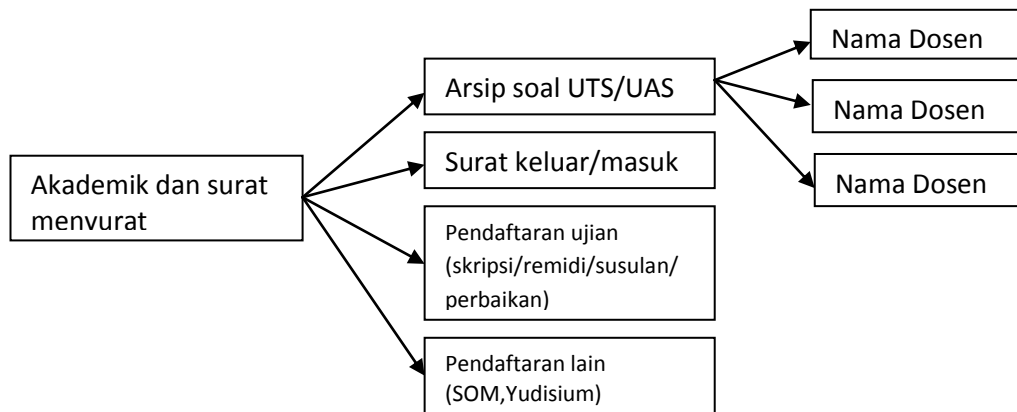 Akademik dan surat
menyurat
Arsip soal UTS/UAS
Surat keluar/masuk
Pendaftaran ujian
(skripsi/remidi/susulan/
perbaikan)
Pendaftaran lain
(SOM,Yudisium)
Nama Dosen
Nama Dosen
Nama Dosen